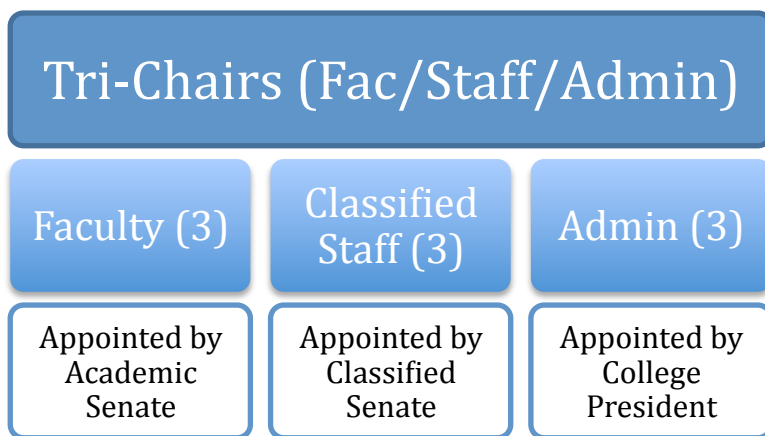 Tri-Chairs (Fac/Staff/Admin)
Faculty (3)
Classified
Staff (3)
Admin (3)
Appointed by
Academic
Senate
Appointed by
Classified
Senate
Appointed by
College
President